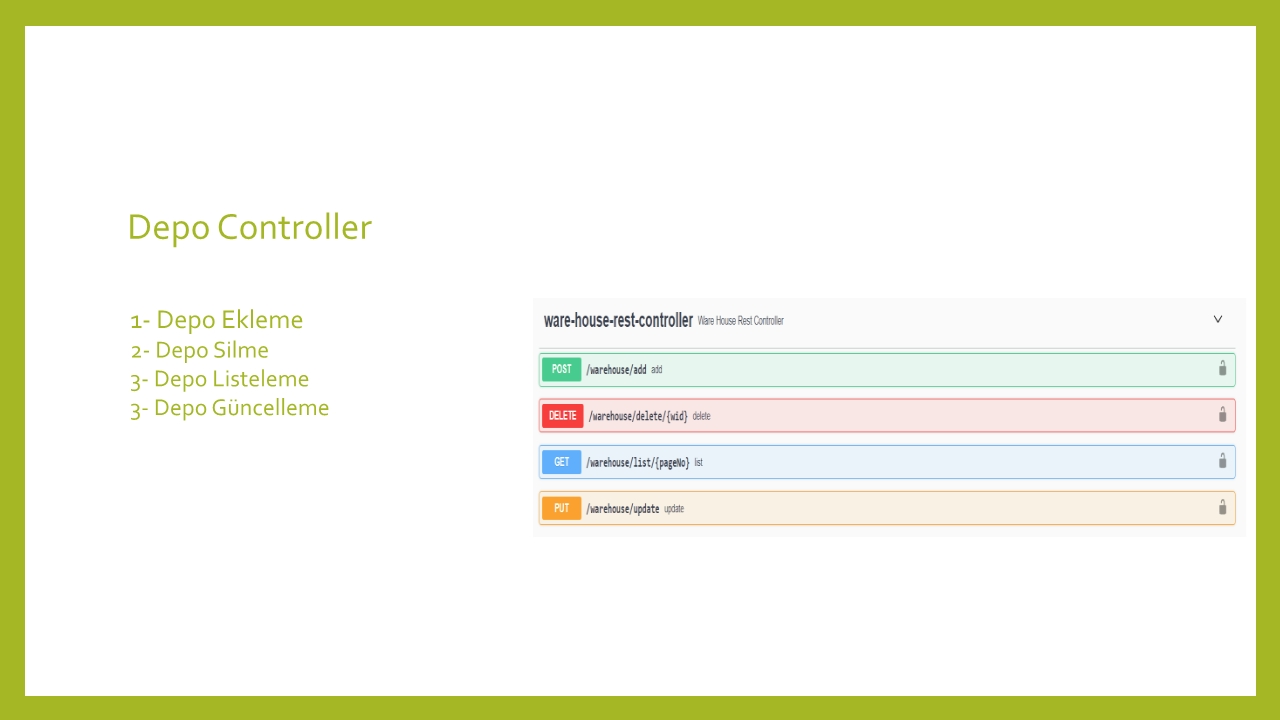 Depo Controller
1- Depo Ekleme
2- Depo Silme
3- Depo Listeleme
3- Depo Güncelleme
ware-house-rest-controller Ware House Rest Controller
POST /warehouse/add add
DELETE /warehouse/delete/{wid} delete
GET /warehouse/list/{pageNo} list
PUT /warehouse/update update